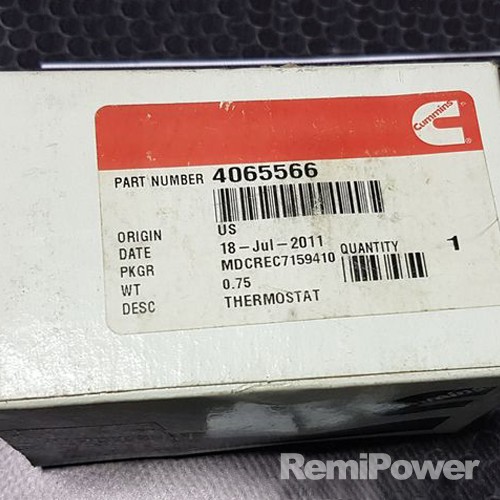 Cummins
PART NUMBER 4065566
ORIGIN US
DATE 18-Jul-2011 QUANTITY 1
PKGR MDCREC7159410
WT 0.75
DESC THERMOSTAT
RemiPower